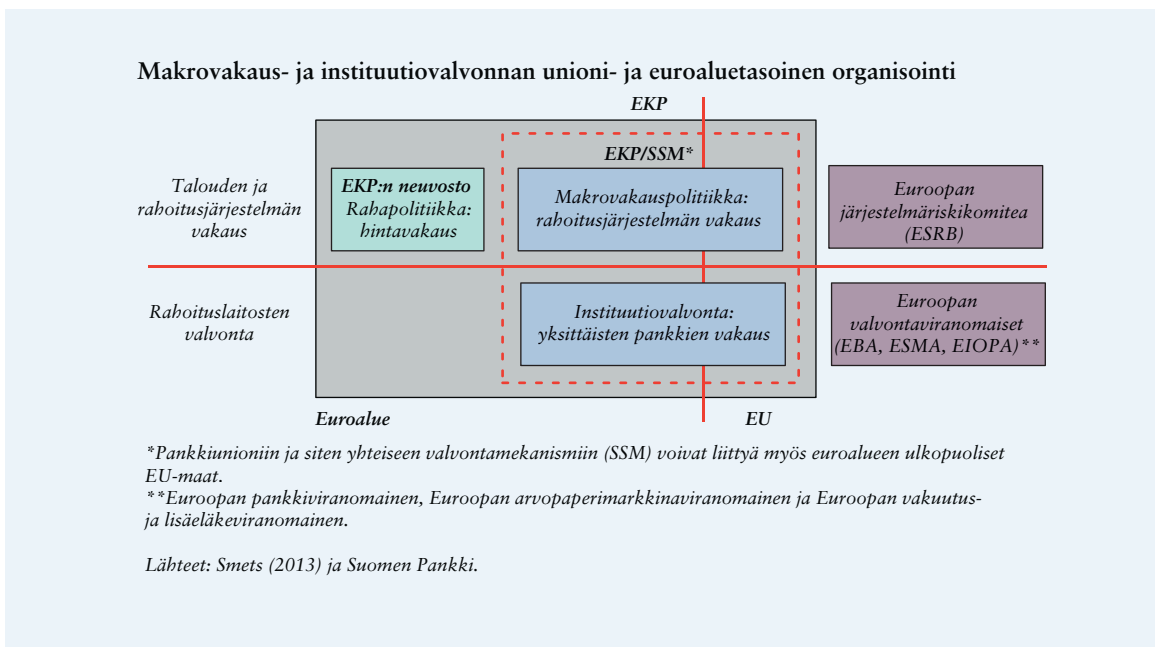 Makrovakaus- ja instituutiovalvonnan unioni- ja euroaluetasoinen organisointi
EKP
EKP/SSM*
Talouden ja
rahoitusjärjestelmän
vakaus
EKP:n neuvosto
Rahapolitiikka:
hintavakaus
Makrovakauspolitiikka:
rahoitusjärjestelmän vakaus
Euroopan
järjestelmäriskikomitea
(ESRB)
Rahoituslaitosten
valvonta
Instituutiovalvonta:
yksittäisten pankkien vakaus
Euroopan
valvontaviranomaiset
(EBA, ESMA, EIOPA)**
Euroalue
EU
*Pankkiunioniin ja siten yhteiseen valvontamekanismiin (SSM) voivat liittyä myös euroalueen ulkopuoliset
EU-maat.
**Euroopan pankkiviranomainen, Euroopan arvopaperimarkkinaviranomainen ja Euroopan vakuutus-
ja lisäeläkeviranomainen.
Lähteet: Smets (2013) ja Suomen Pankki.